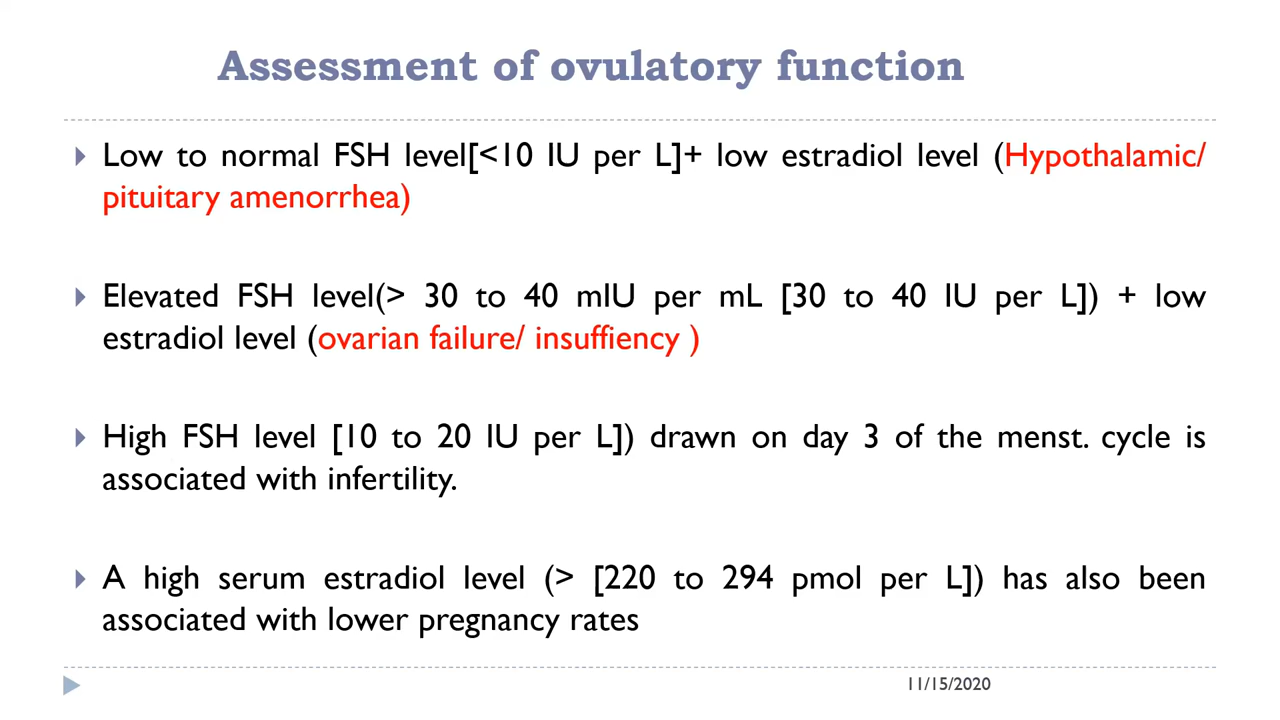 Assessment of ovulatory function
Low to normal FSH level[<10 IU per L]+ low estradiol level (Hypothalamic/
pituitary amenorrhea)
Elevated FSH level(> 30 to 40 mIU per mL [30 to 40 IU per L]) + low
estradiol level (ovarian failure/ insuffiency )
High FSH level [10 to 20 IU per L]) drawn on day 3 of the menst. cycle is
associated with infertility.
A high serum estradiol level (> [220 to 294 pmol per L]) has also been
associated with lower pregnancy rates
11/15/2020